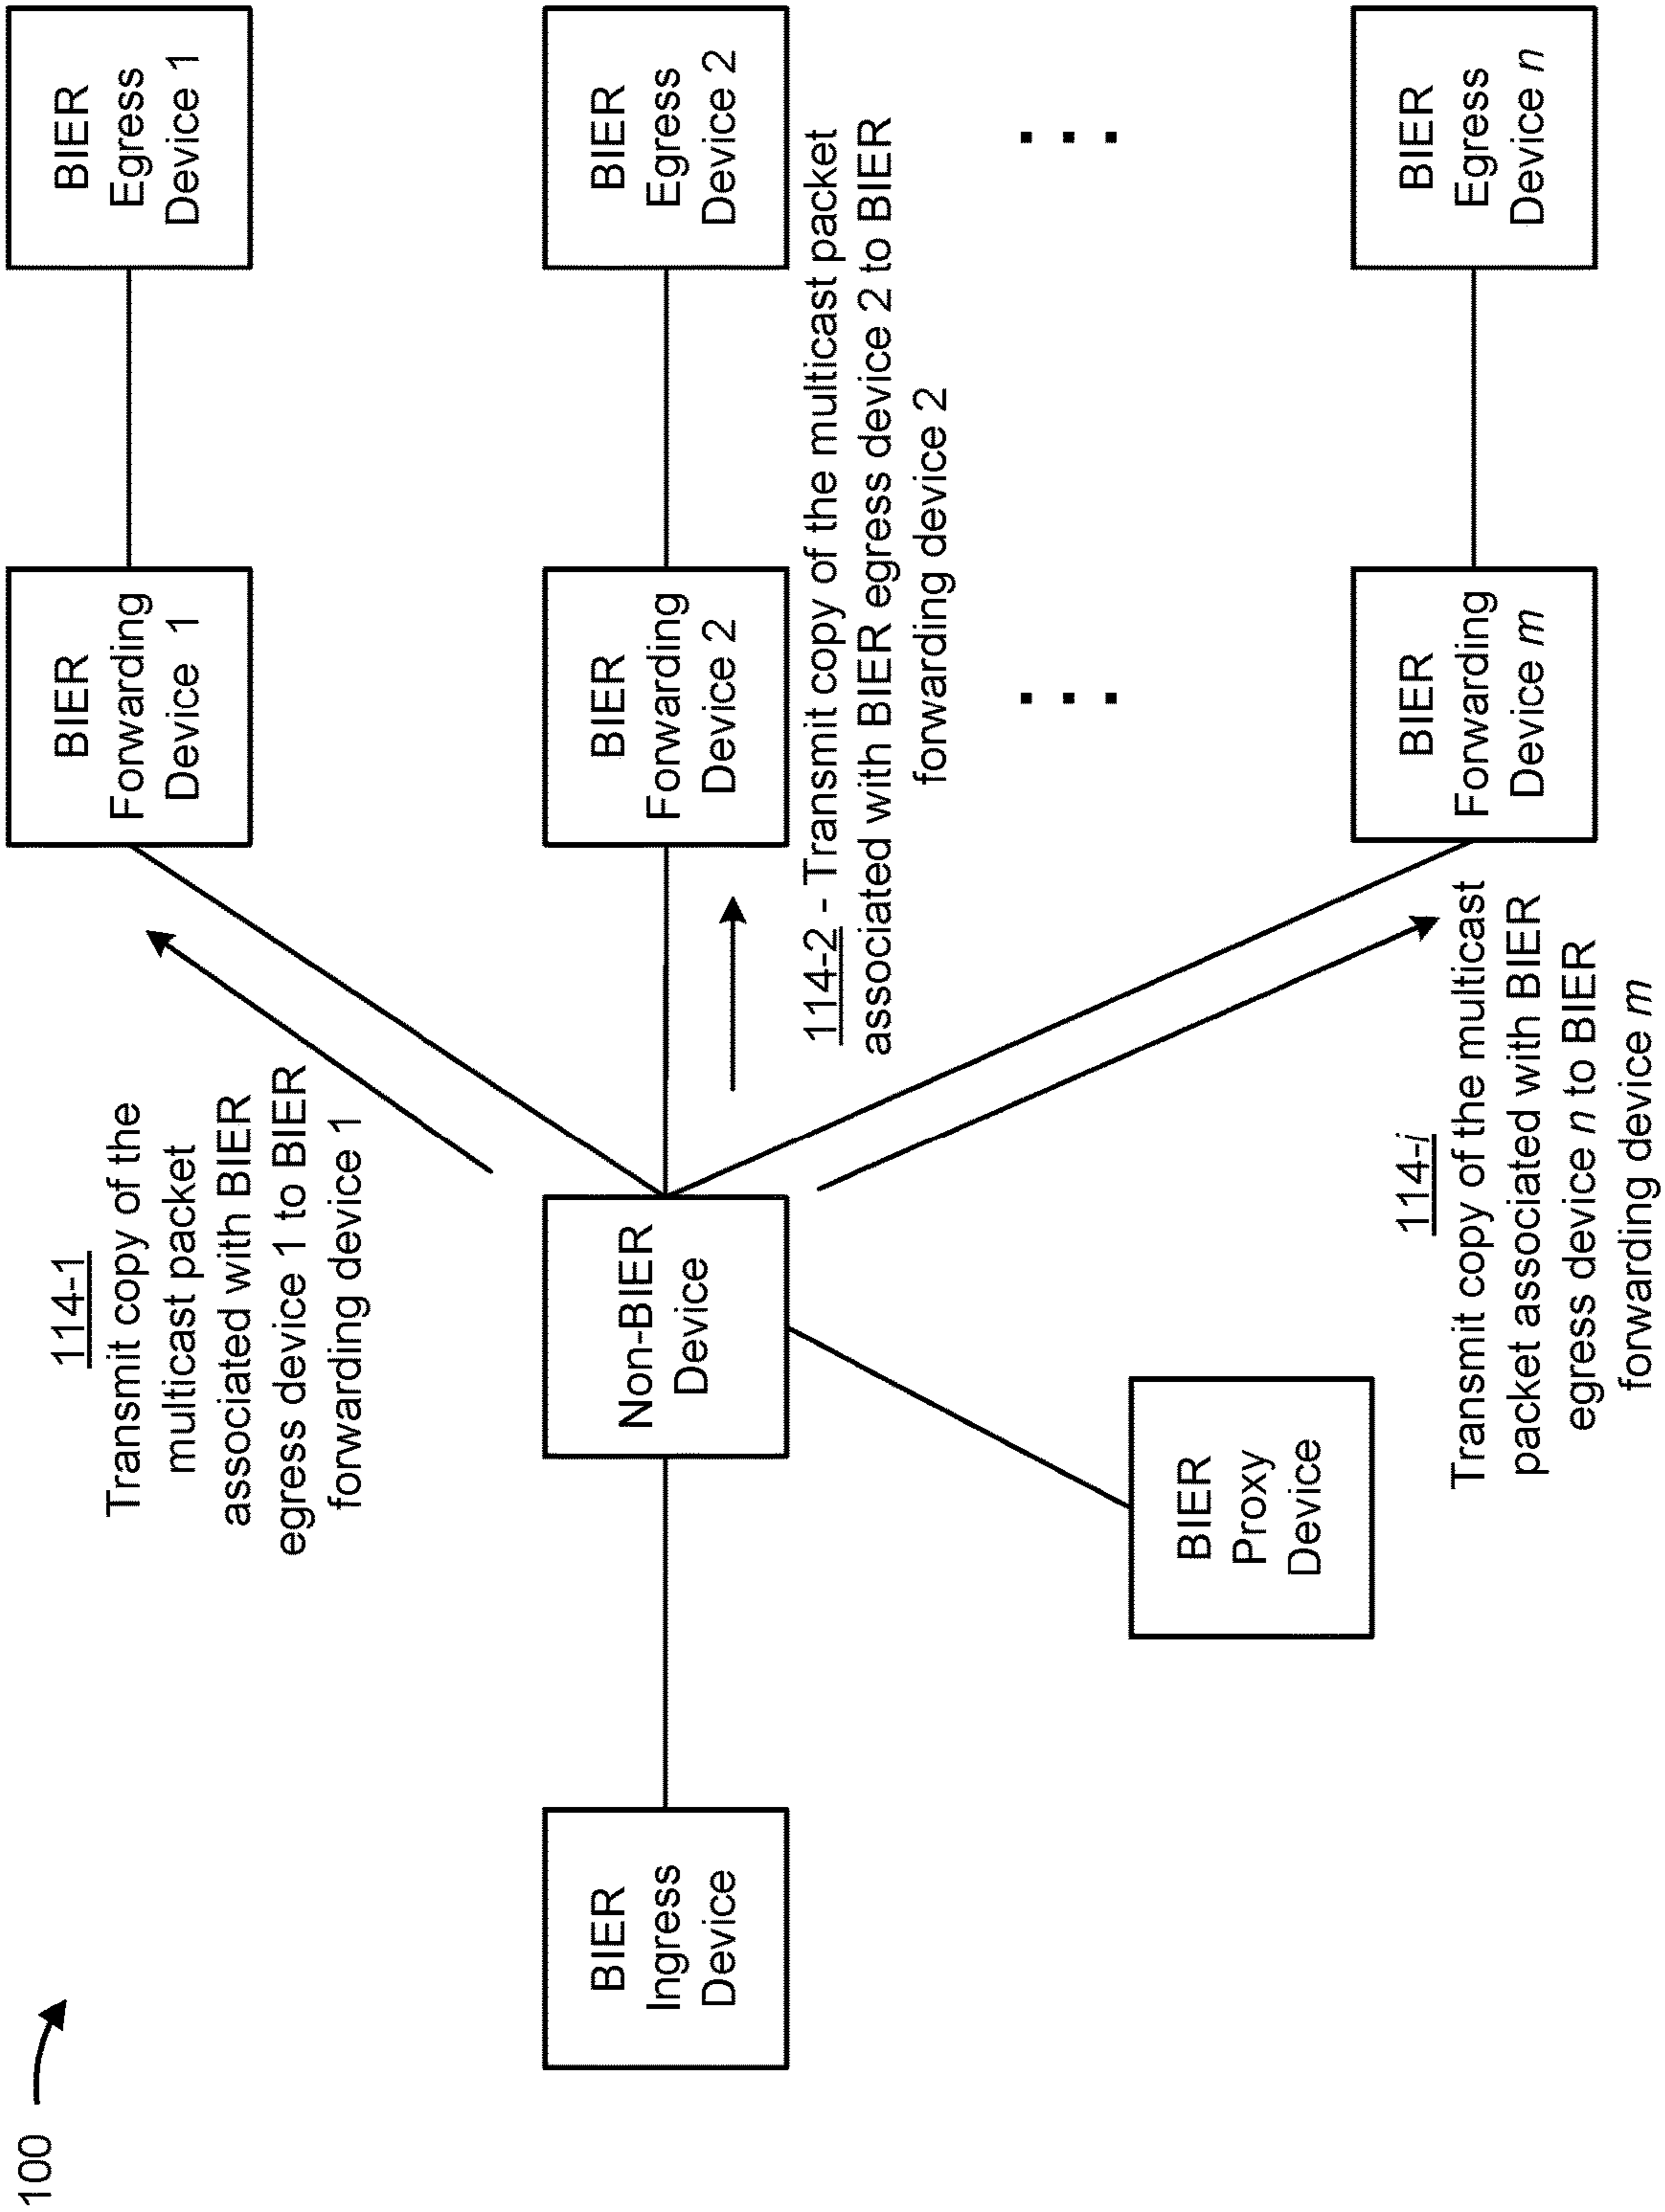 100
BIER
Ingress
Device
Non-BIER
Device
BIER
Proxy
Device
114-1
Transmit copy of the
multicast packet
associated with BIER
egress device 1 to BIER
forwarding device 1
BIER
Forwarding
Device 1
BIER
Egress
Device 1
BIER
Forwarding
Device 2
BIER
Egress
Device 2
114-2 - Transmit copy of the multicast packet
associated with BIER egress device 2 to BIER
forwarding device 2
. . .
. . .
114-i
Transmit copy of the multicast
packet associated with BIER
egress device n to BIER
forwarding device m
BIER
Forwarding
Device m
BIER
Egress
Device n